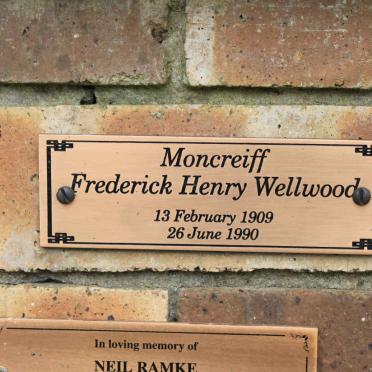 Moncreiff
Frederick Henry Wellwood
13 February 1909
26 June 1990
In loving memory of
NEIL RAMKE